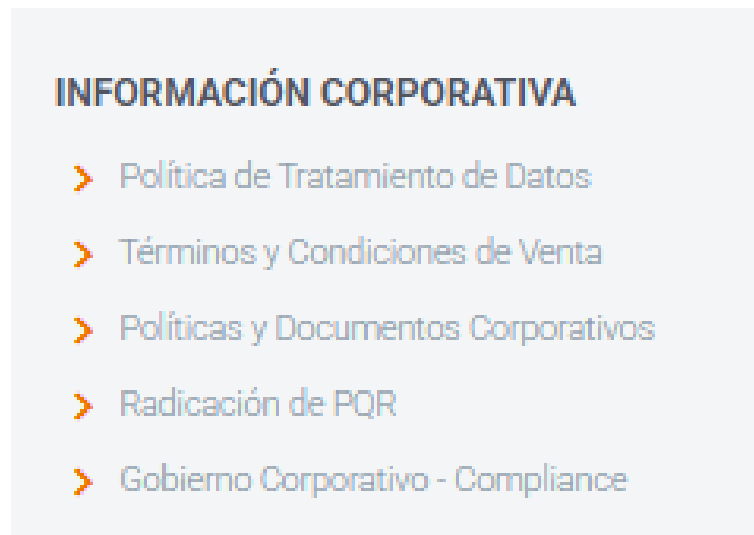 INFORMACIÓN CORPORATIVA
Política de Tratamiento de Datos
Términos y Condiciones de Venta
Políticas y Documentos Corporativos
Radicación de PQR
Gobierno Corporativo - Compliance